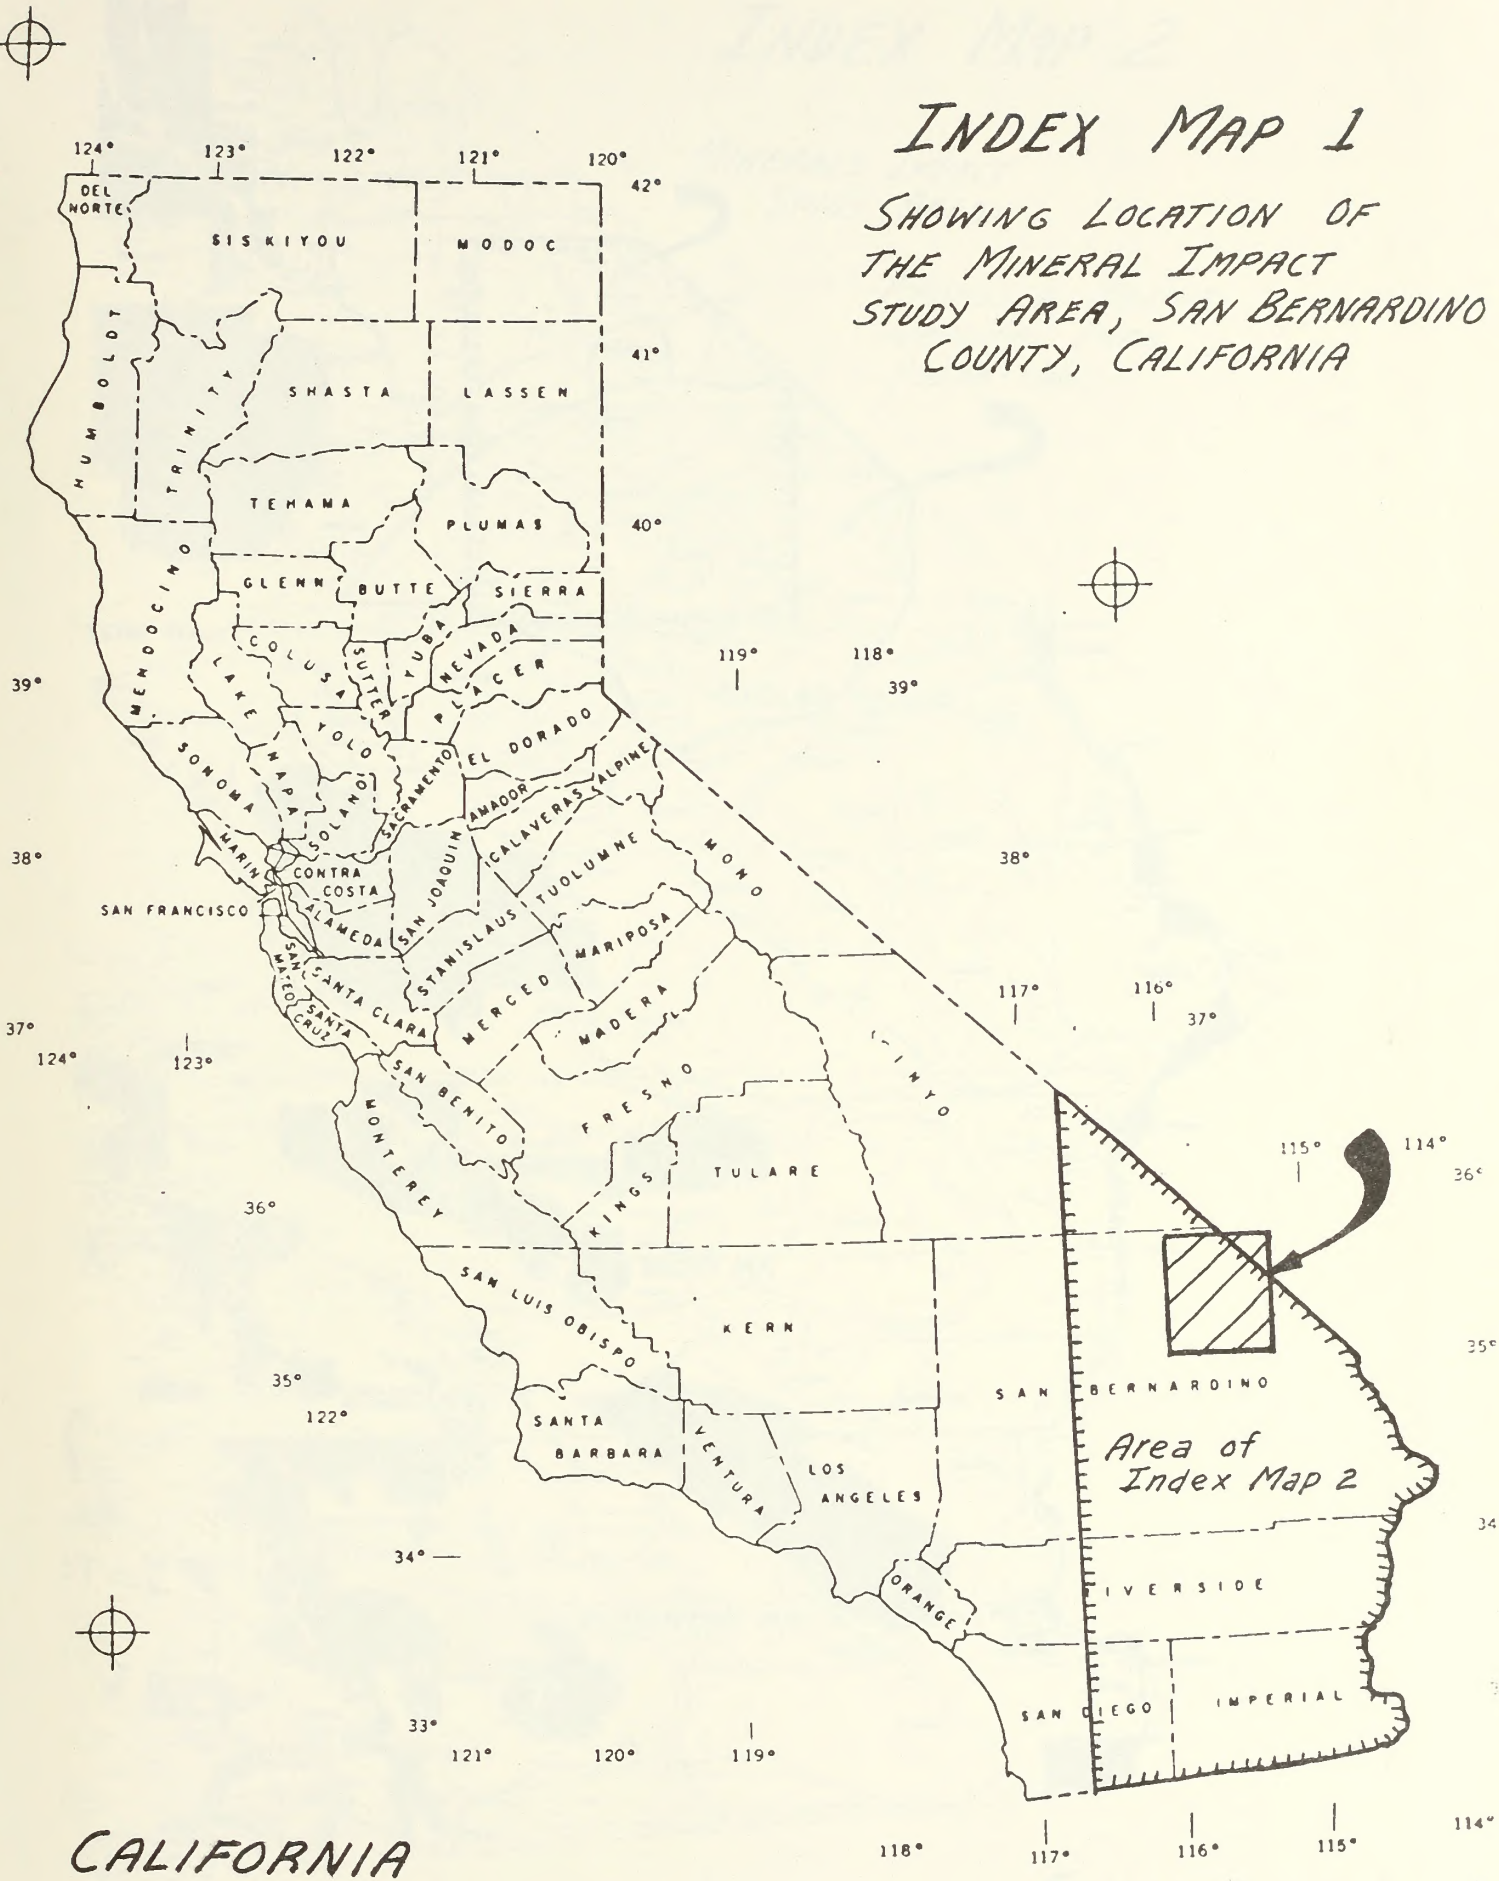 INDEX MAP 1
SHOWING LOCATION OF
THE MINERAL IMPACT
STUDY AREA, SAN BERNARDINO
COUNTY, CALIFORNIA
124° 123° 122° 121° 120°
42°
DEL
NORTE
SISKIYOU
MODOC
HUMBOLDT
TRINITY
SHASTA
LASSEN
41°
TEHAMA
PLUMAS
40°
MENDOCINO
GLENN
BUTTE
SIERRA
COLUSA
SUTTER
YUBA
NEVADA
PLACER
LAKE
119° 118°
39°
39°
SONOMA
NAPA
YOLO
SOLANO
SACRAMENTO
EL DORADO
ALPINE
AMADOR
CALAVERAS
TUOLUMNE
MONO
38°
38°
MARIN
CONTRA
COSTA
SAN JOAQUIN
SAN FRANCISCO
ALAMEDA
STANISLAUS
MARIPOSA
SAN
MATEO
SANTA CLARA
SANTA
CRUZ
MERCED
MADERA
117° 116°
37°
37°
124° 123°
SAN BENITO
FRESNO
INYO
MONTEREY
KINGS
TULARE
115° 114°
36°
36°
SAN LUIS OBISPO
KERN
35°
35°
122°
SAN BERNARDINO
SANTA
BARBARA
VENTURA
LOS
ANGELES
Area of
Index Map 2
34
34°
ORANGE
IVERSIDE
SAN DIEGO
IMPERIAL
33°
121° 120° 119°
118° 117° 116° 115° 114°
CALIFORNIA